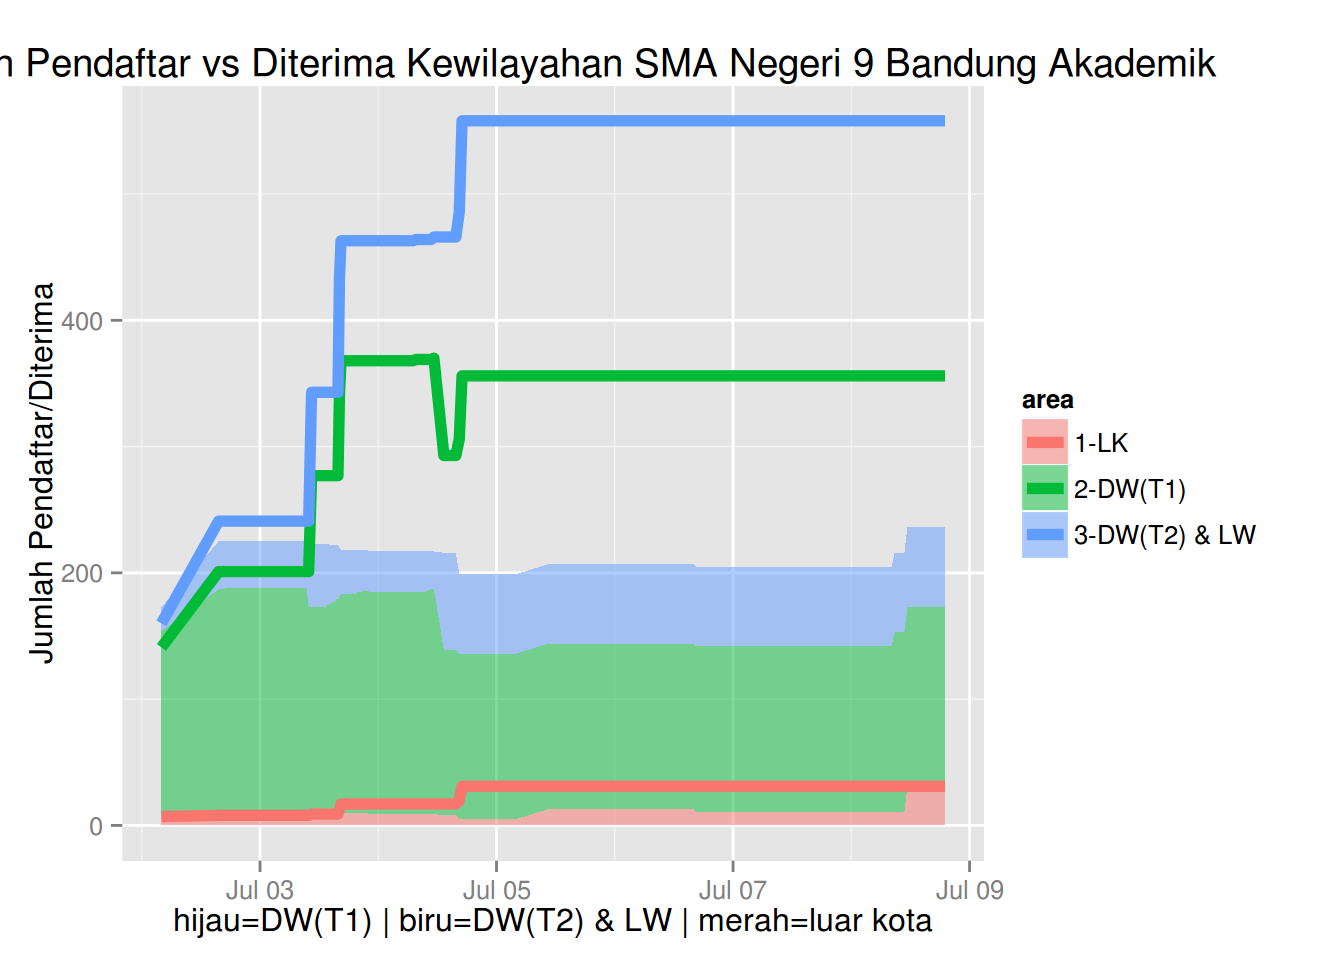 Pendaftar vs Diterima Kewilayahan SMA Negeri 9 Bandung Akademik
Jumlah Pendaftar/Diterima
400
200
0
Jul 03
Jul 05
Jul 07
Jul 09
hijau=DW(T1) | biru=DW(T2) & LW | merah=luar kota
area
1-LK
2-DW(T1)
3-DW(T2) & LW